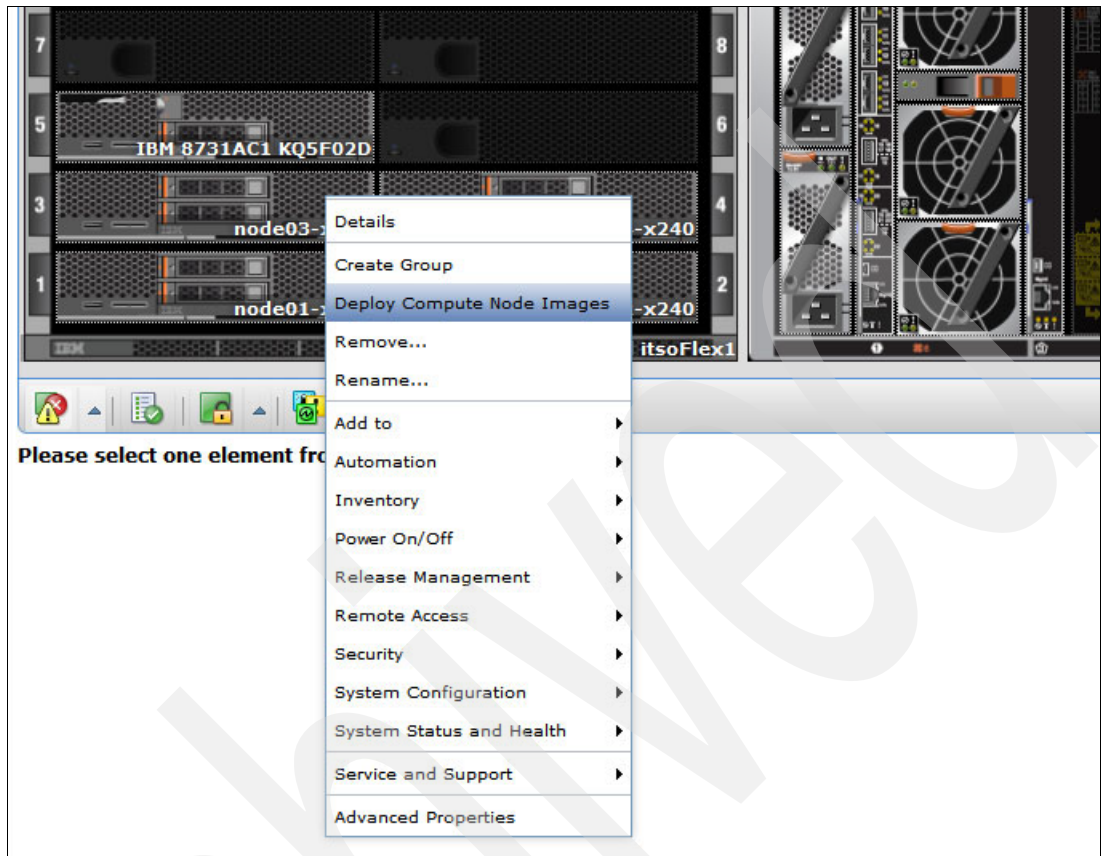 7
8
5
6
IBM 8731AC1 KQ5F02D
3
4
node03-x
-x240
1
2
node01-x
-x240
IBM
itsoFlex1
Please select one element fro
Details
Create Group
Deploy Compute Node Images
Remove...
Rename...
Add to
Automation
Inventory
Power On/Off
Release Management
Remote Access
Security
System Configuration
System Status and Health
Service and Support
Advanced Properties